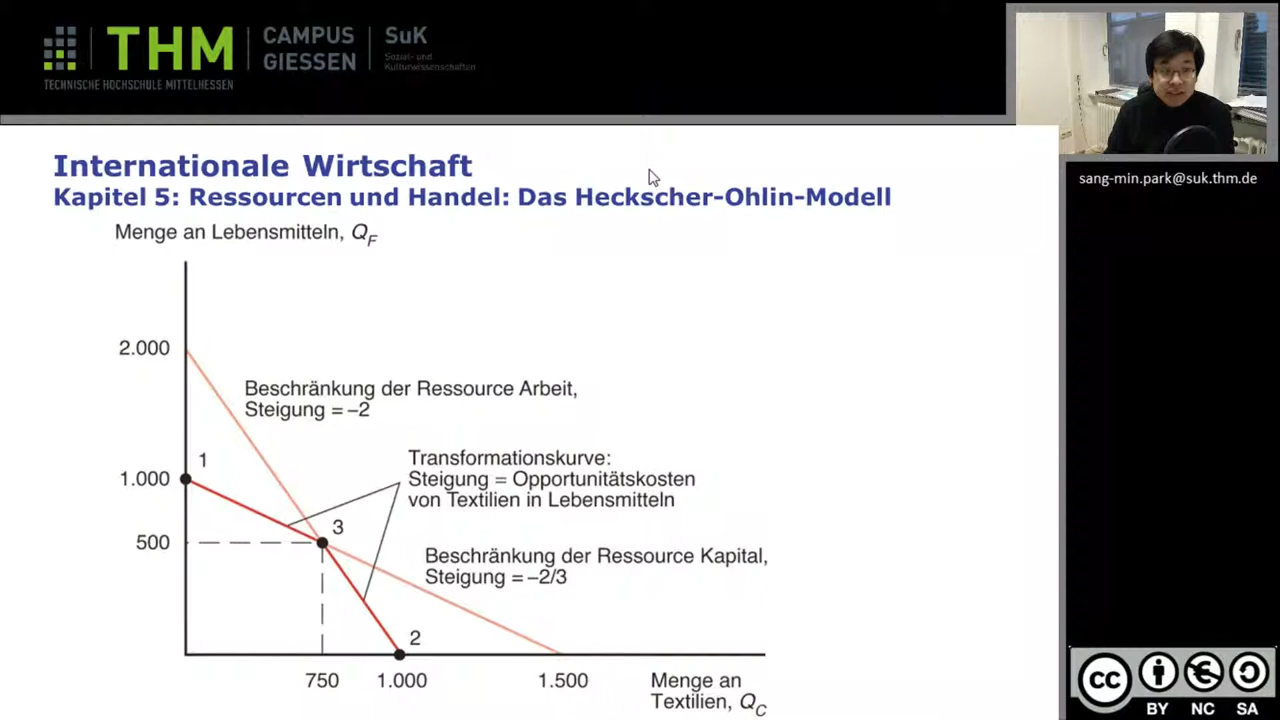 THM
CAMPUS
GIESSEN
SuK
Sozial- und
Kulturwissenschaften
TECHNISCHE HOCHSCHULE MITTELHESSEN
sang-min.park@suk.thm.de
Internationale Wirtschaft
Kapitel 5: Ressourcen und Handel: Das Heckscher-Ohlin-Modell
Menge an Lebensmitteln, Q_F
2.000
Beschränkung der Ressource Arbeit,
Steigung = –2
1
1.000
Transformationskurve:
Steigung = Opportunitätskosten
von Textilien in Lebensmitteln
3
500
Beschränkung der Ressource Kapital,
Steigung = –2/3
2
750
1.000
1.500
Menge an
Textilien, Q_C
cc
BY NC SA